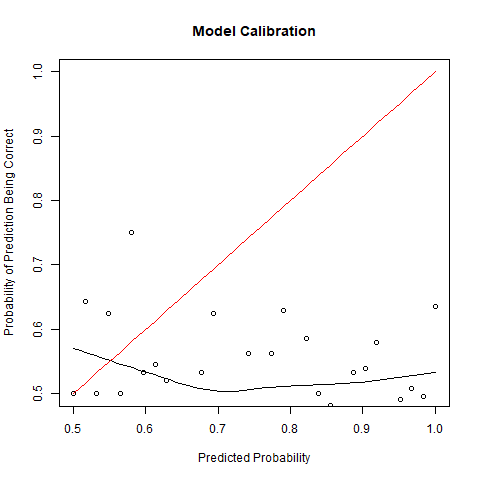 Model Calibration
Probability of Prediction Being Correct
1.0
0.9
0.8
0.7
0.6
0.5
0.5 0.6 0.7 0.8 0.9 1.0
Predicted Probability